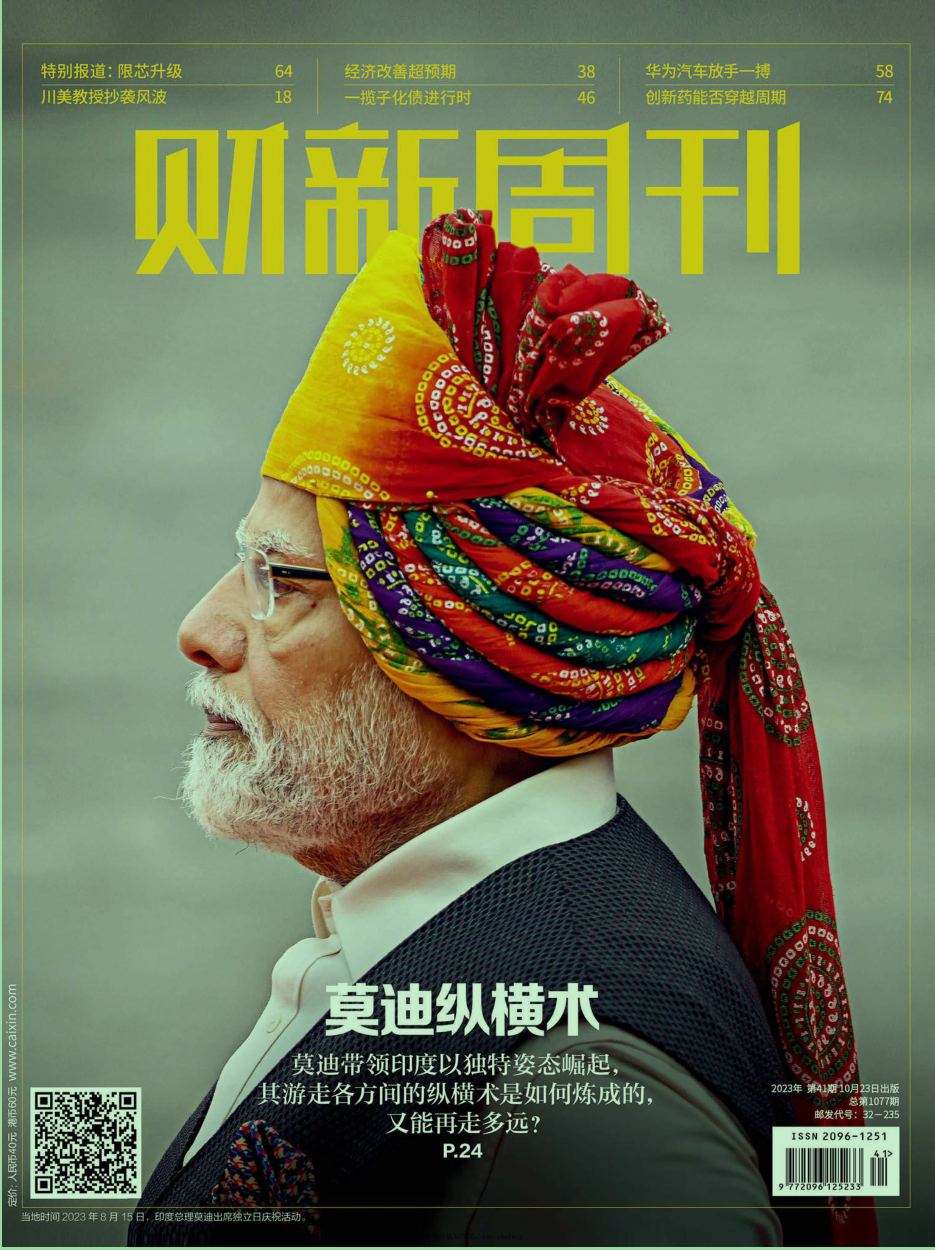 特别报道：限芯升级 64
川美教授抄袭风波 18
经济改善超预期 38
一揽子化债进行时 46
华为汽车放手一搏 58
创新药能否穿越周期 74
财新周刊
莫迪纵横术
莫迪带领印度以独特姿态崛起，
其游走各方间的纵横术是如何炼成的，
又能再走多远？
P.24
定价：人民币40元 港币60元 www.caixin.com
2023年 第41期 10月23日出版
总第1077期
邮发代号：32－235
ISSN 2096-1251
41>
9 772096 125233
当地时间 2023 年 8 月 15 日，印度总理莫迪出席独立日庆祝活动。